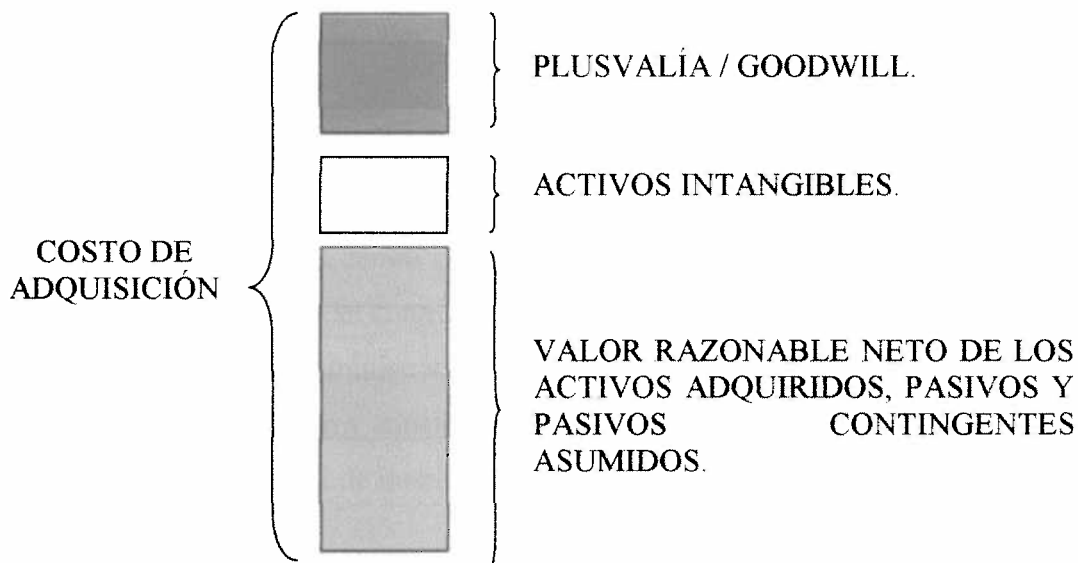 PLUSVALÍA / GOODWILL.
ACTIVOS INTANGIBLES.
COSTO DE
ADQUISICIÓN
VALOR RAZONABLE NETO DE LOS
ACTIVOS ADQUIRIDOS, PASIVOS Y
PASIVOS CONTINGENTES
ASUMIDOS.